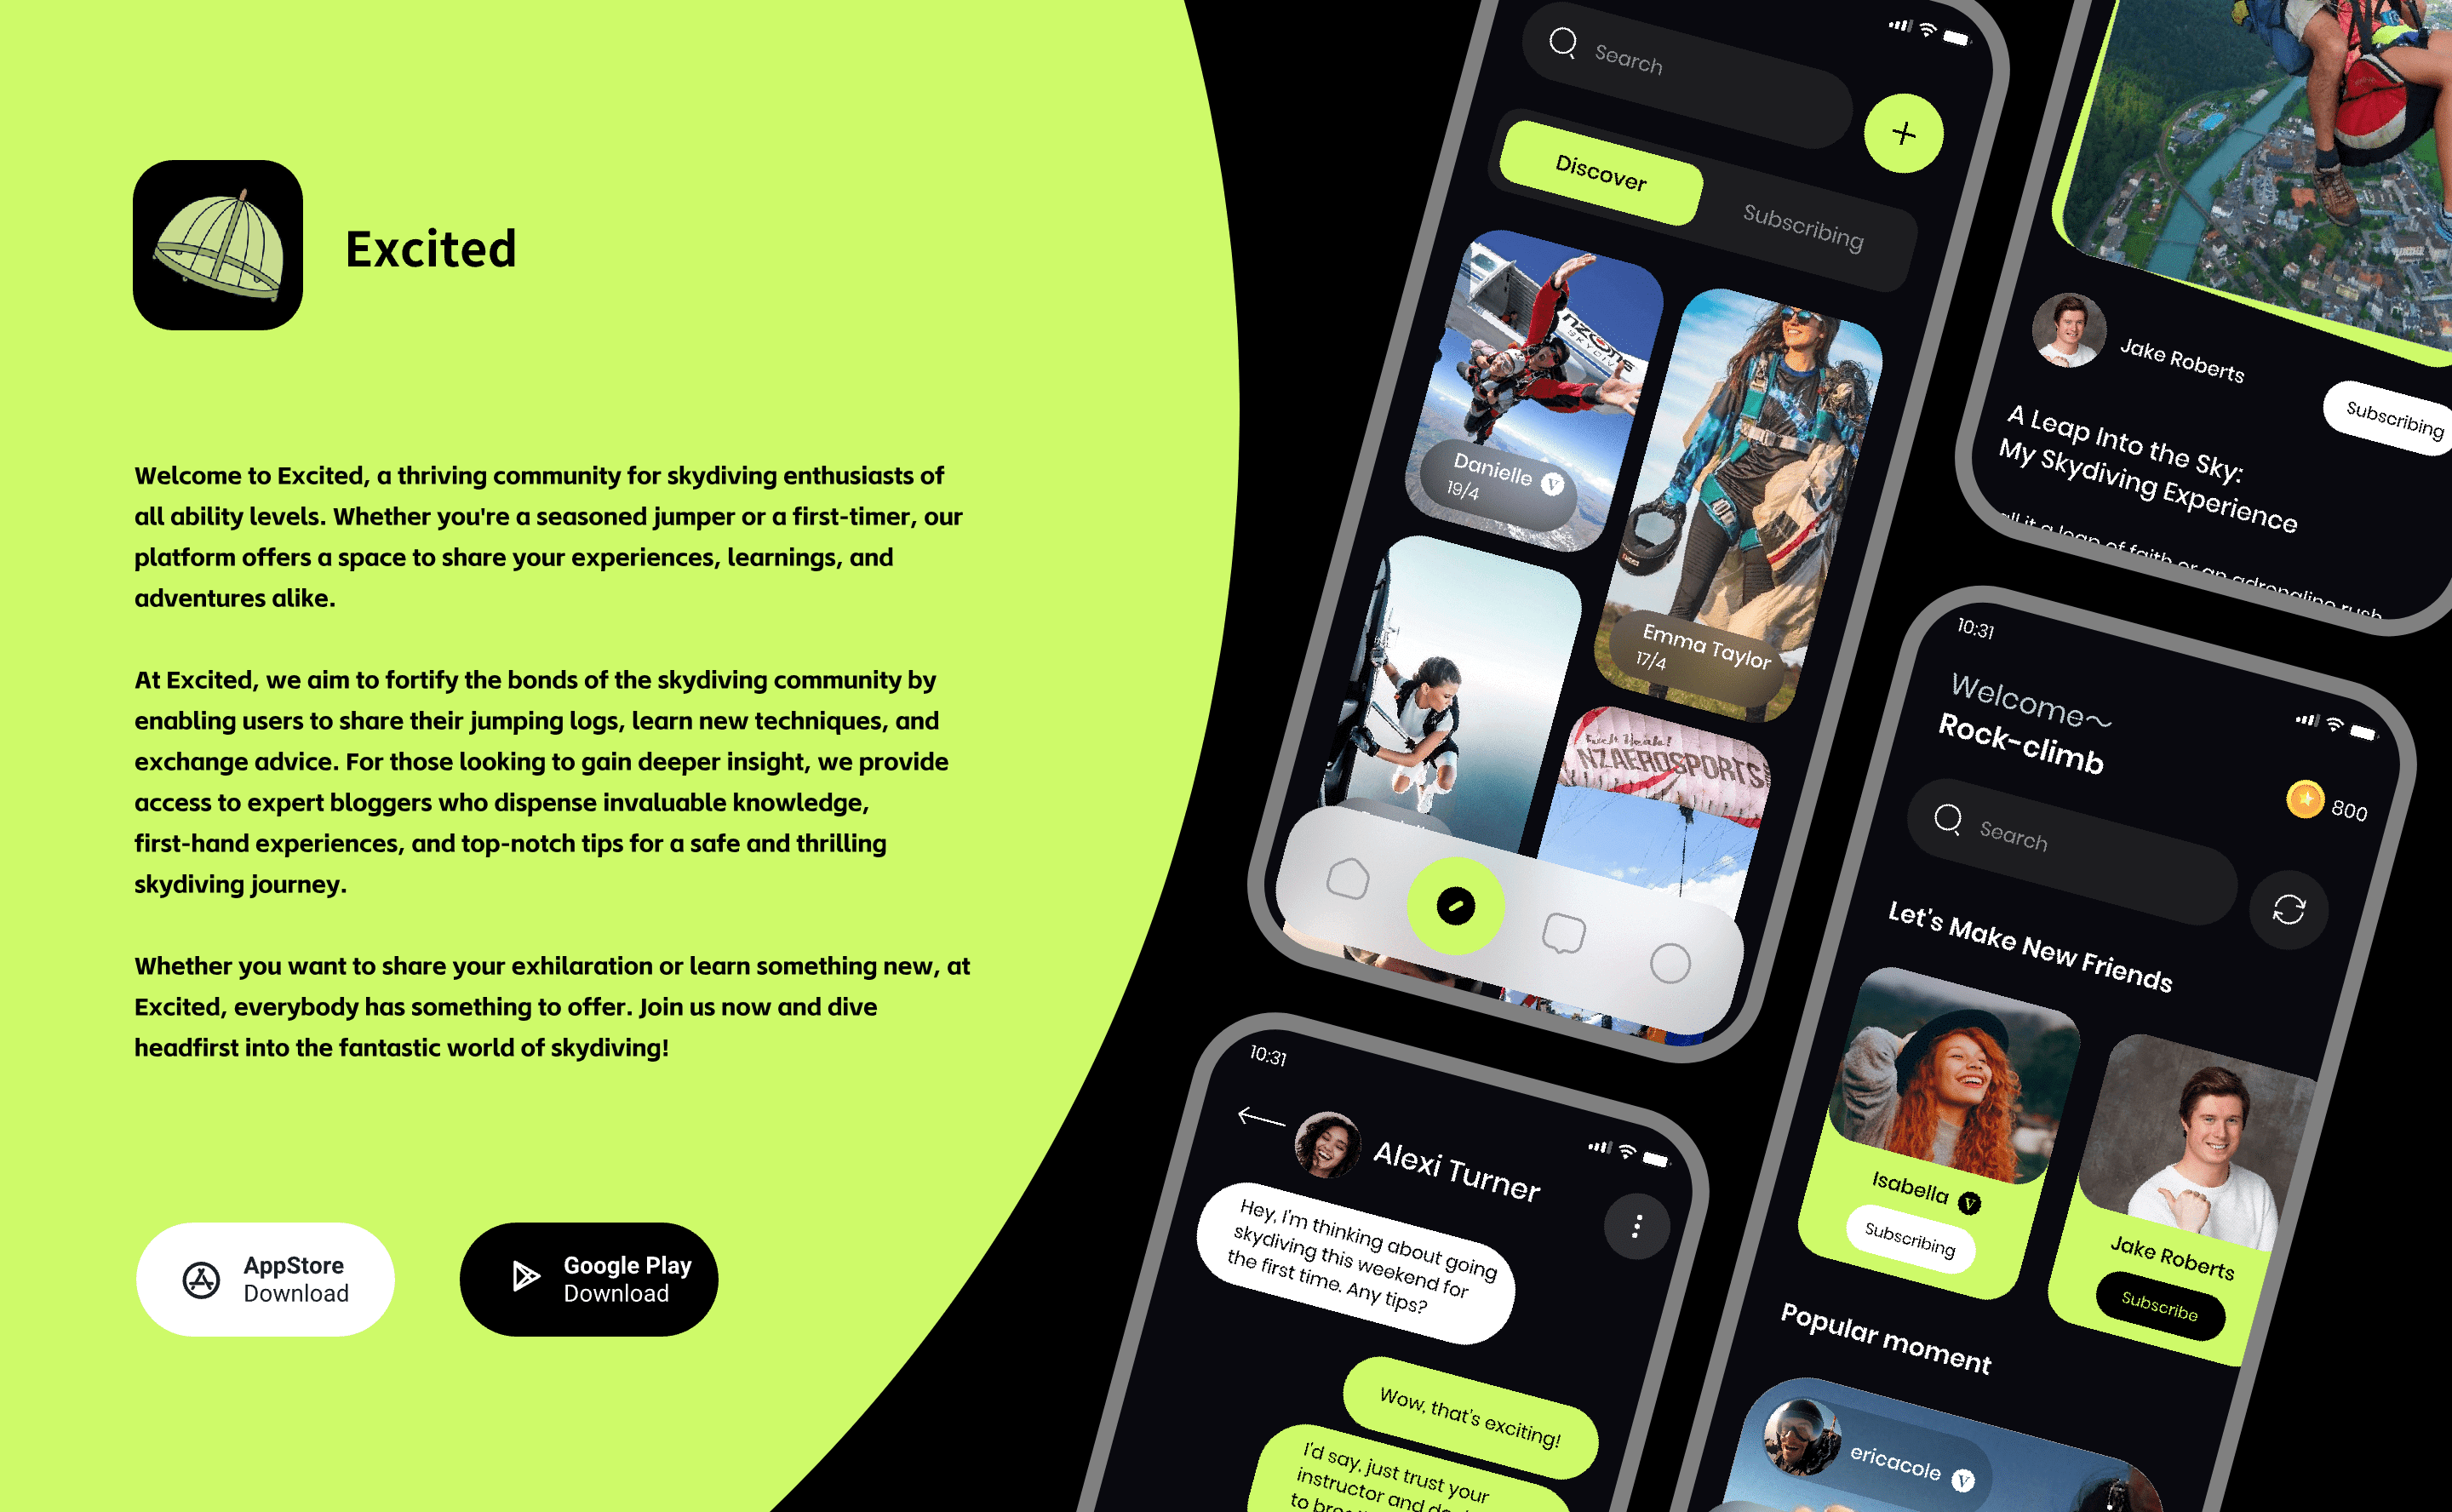 Excited
Welcome to Excited, a thriving community for skydiving enthusiasts of
all ability levels. Whether you're a seasoned jumper or a first-timer, our
platform offers a space to share your experiences, learnings, and
adventures alike.
At Excited, we aim to fortify the bonds of the skydiving community by
enabling users to share their jumping logs, learn new techniques, and
exchange advice. For those looking to gain deeper insight, we provide
access to expert bloggers who dispense invaluable knowledge,
first-hand experiences, and top-notch tips for a safe and thrilling
skydiving journey.
Whether you want to share your exhilaration or learn something new, at
Excited, everybody has something to offer. Join us now and dive
headfirst into the fantastic world of skydiving!
AppStore
Download
Google Play
Download
Search
Discover
Subscribing
Danielle V
19/4
Emma Taylor
17/4
NZAEROSPORTS
Jake Roberts
Subscribing
A Leap Into the Sky:
My Skydiving Experience
it a leap of faith or an adrenaline rush
10:31
Alexi Turner
Hey, I'm thinking about going
skydiving this weekend for
the first time. Any tips?
Wow, that's exciting!
I'd say, just trust your
instructor and
to
10:31
Welcome~
Rock-climb
800
Search
Let's Make New Friends
Isabella V
Subscribing
Jake Roberts
Subscribe
Popular moment
ericacole V